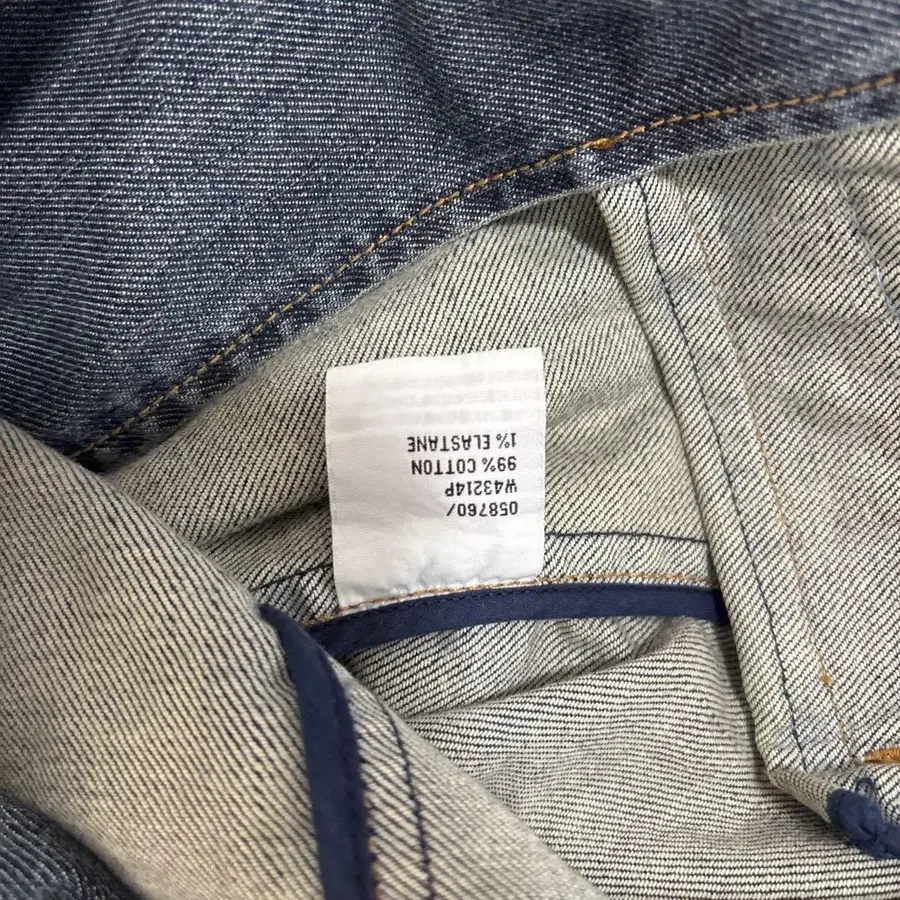 058760/
W43214P
99% COTTON
1% ELASTANE